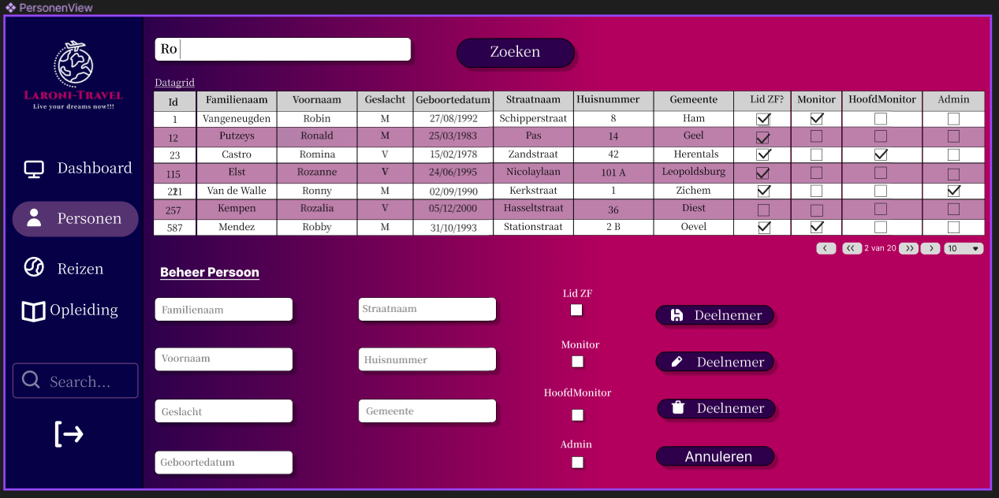 PersonenView
LARONI-TRAVEL
Live your dreams now!!!
Dashboard
Personen
Reizen
Opleiding
Search...
Ro
Zoeken
Datagrid
Id Familienaam Voornaam Geslacht Geboortedatum Straatnaam Huisnummer Gemeente Lid ZF? Monitor HoofdMonitor Admin
1 Vangeneugden Robin M 27/08/1992 Schipperstraat 8 Ham
12 Putzeys Ronald M 25/03/1983 Pas 14 Geel
23 Castro Romina V 15/02/1978 Zandstraat 42 Herentals
115 Elst Rozanne V 24/06/1995 Nicolaylaan 101 A Leopoldsburg
Van de Walle Ronny M 02/09/1990 Kerkstraat 1 Zichem
257 Kempen Rozalia V 05/12/2000 Hasseltstraat 36 Diest
587 Mendez Robby M 31/10/1993 Stationstraat 2 B Oevel
< << 2 van 20 >> > 10
Beheer Persoon
Familienaam
Voornaam
Geslacht
Geboortedatum
Straatnaam
Huisnummer
Gemeente
Lid ZF
Monitor
HoofdMonitor
Admin
Deelnemer
Deelnemer
Deelnemer
Annuleren